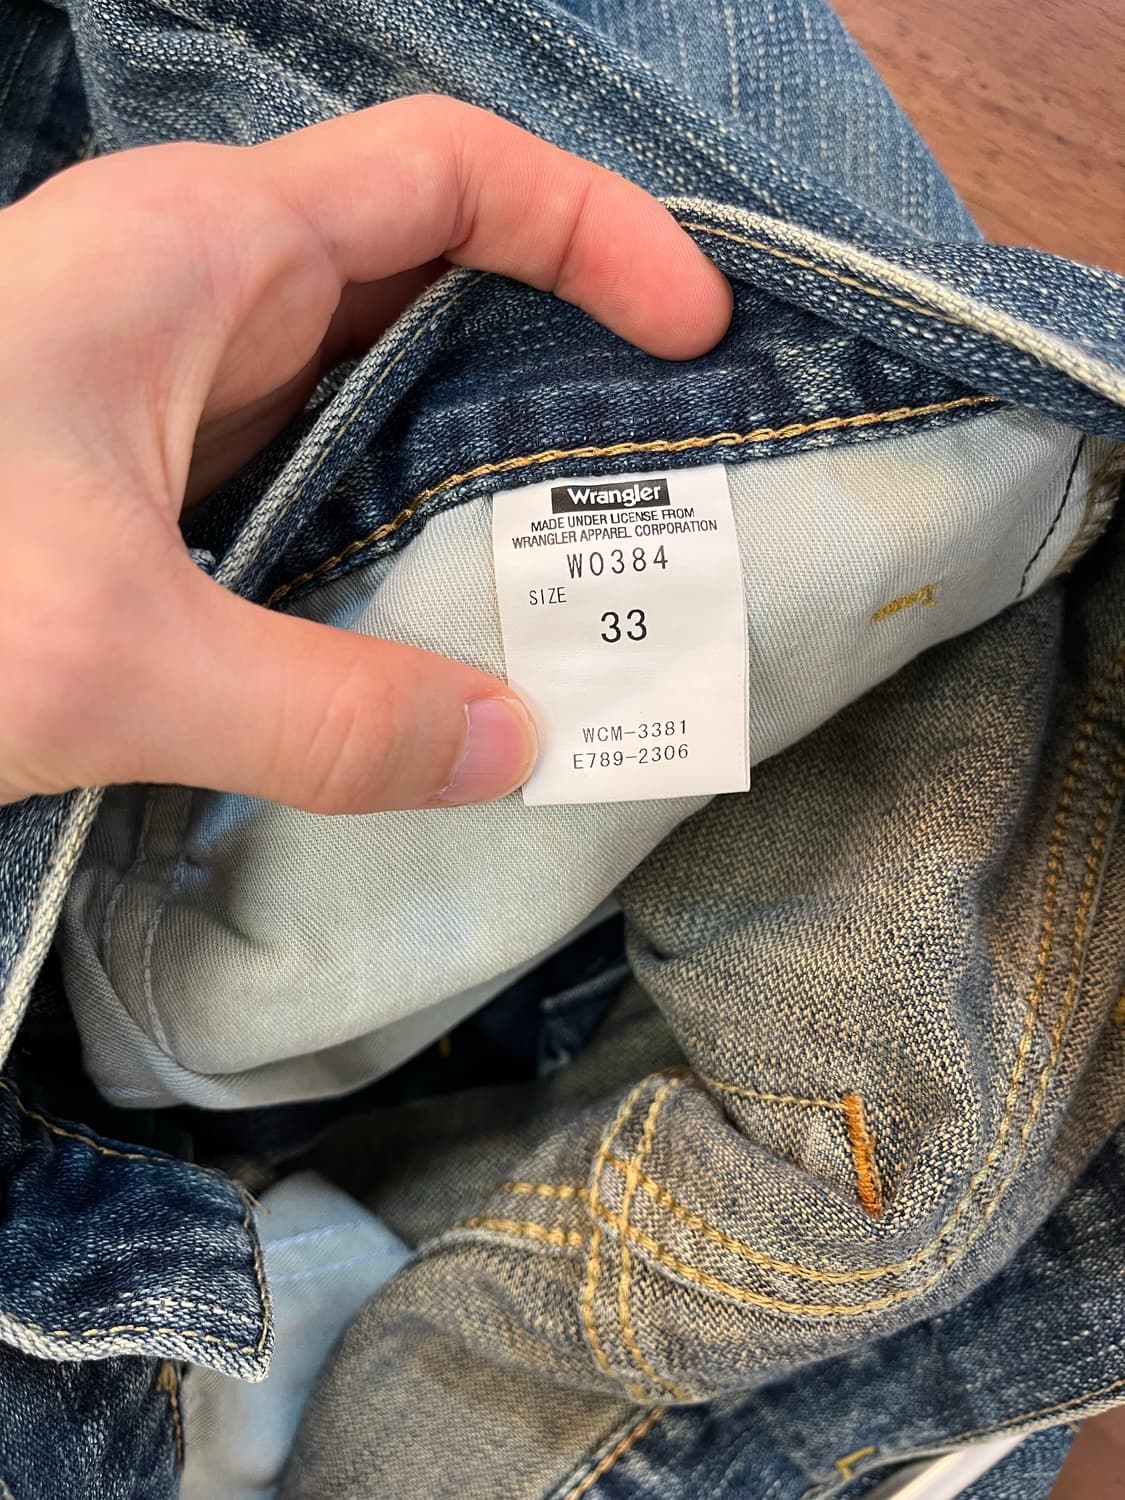 Wrangler
MADE UNDER LICENSE FROM
WRANGLER APPAREL CORPORATION
W0384
SIZE
33
WCM-3381
E789-2306